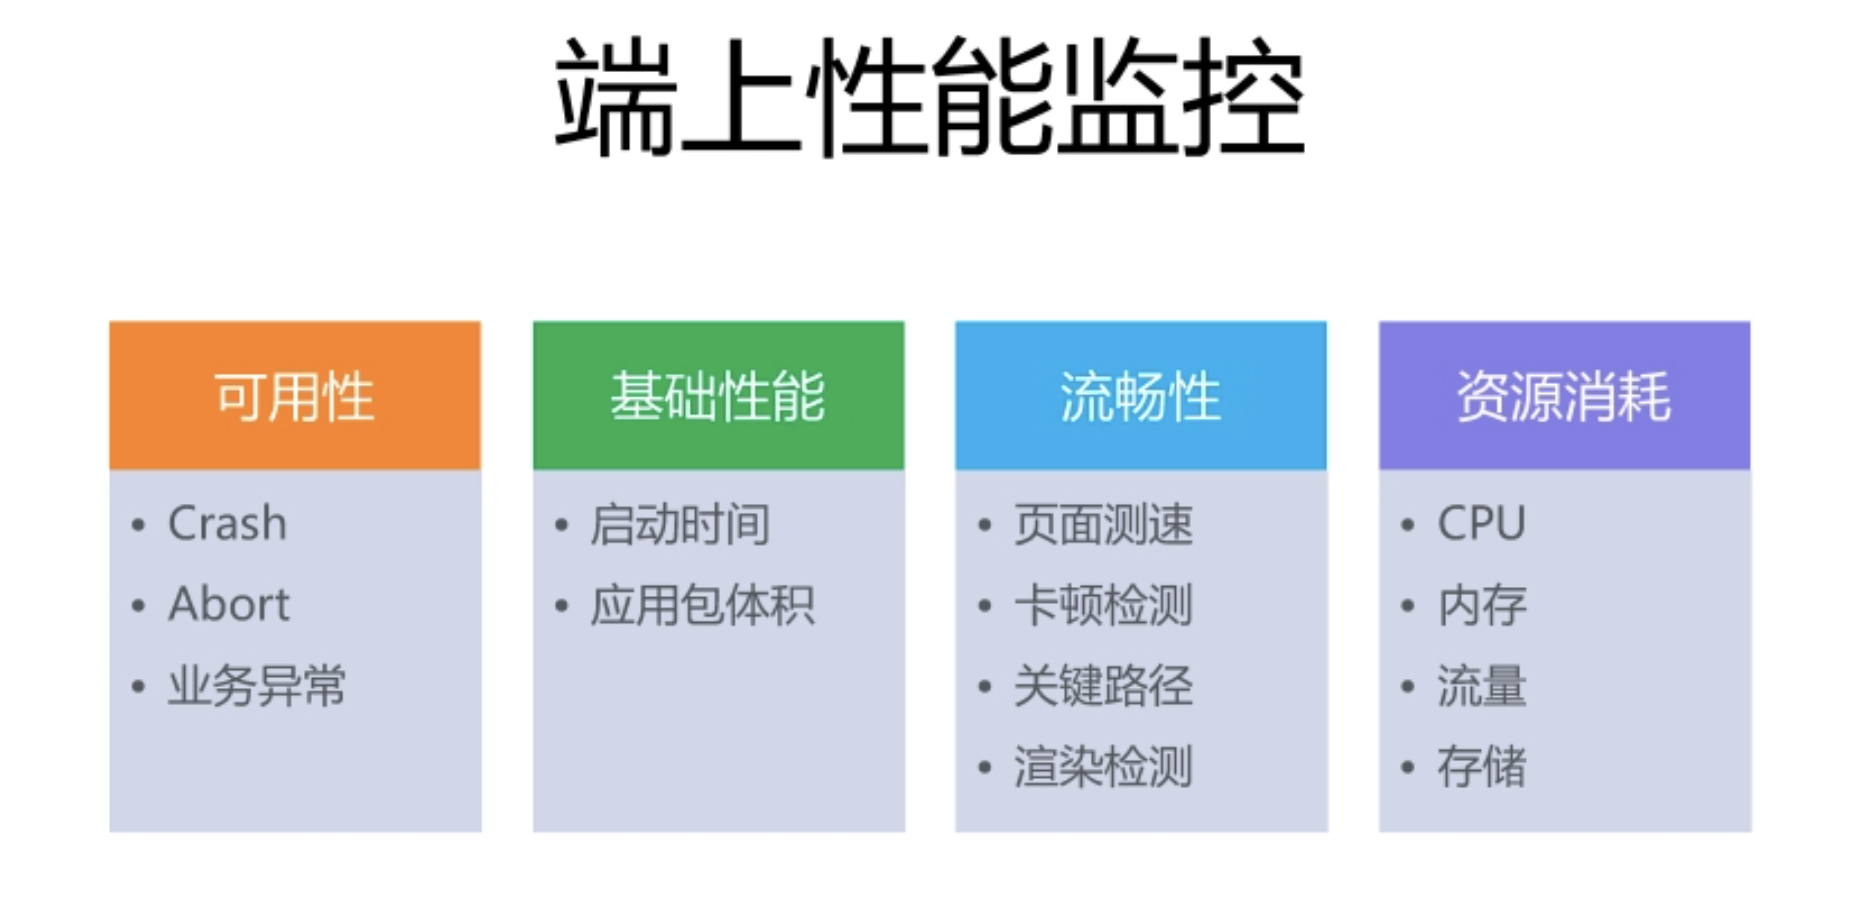 端上性能监控
可用性
• Crash
• Abort
• 业务异常
基础性能
• 启动时间
• 应用包体积
流畅性
• 页面测速
• 卡顿检测
• 关键路径
• 渲染检测
资源消耗
• CPU
• 内存
• 流量
• 存储